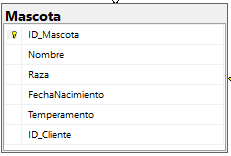 Mascota
ID_Mascota
Nombre
Raza
FechaNacimiento
Temperamento
ID_Cliente